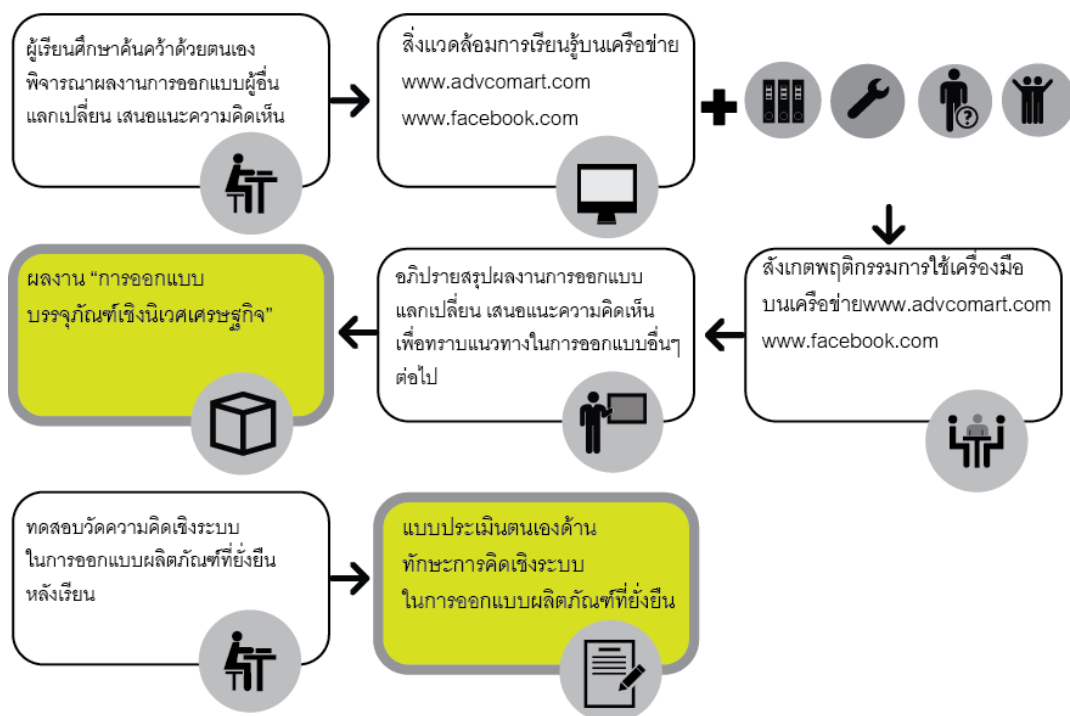 ผู้เรียนศึกษาค้นคว้าด้วยตนเอง
พิจารณาผลงานการออกแบบผู้อื่น
แลกเปลี่ยน เสนอแนะความคิดเห็น
สิ่งแวดล้อมการเรียนรู้บนเครือข่าย
www.advcomart.com
www.facebook.com
?
สังเกตพฤติกรรมการใช้เครื่องมือ
บนเครือข่ายwww.advcomart.com
www.facebook.com
อภิปรายสรุปผลงานการออกแบบ
แลกเปลี่ยน เสนอแนะความคิดเห็น
เพื่อทราบแนวทางในการออกแบบอื่นๆ
ต่อไป
ผลงาน “การออกแบบ
บรรจุภัณฑ์เชิงนิเวศเศรษฐกิจ”
ทดสอบวัดความคิดเชิงระบบ
ในการออกแบบผลิตภัณฑ์ที่ยั่งยืน
หลังเรียน
แบบประเมินตนเองด้าน
ทักษะการคิดเชิงระบบ
ในการออกแบบผลิตภัณฑ์ที่ยั่งยืน